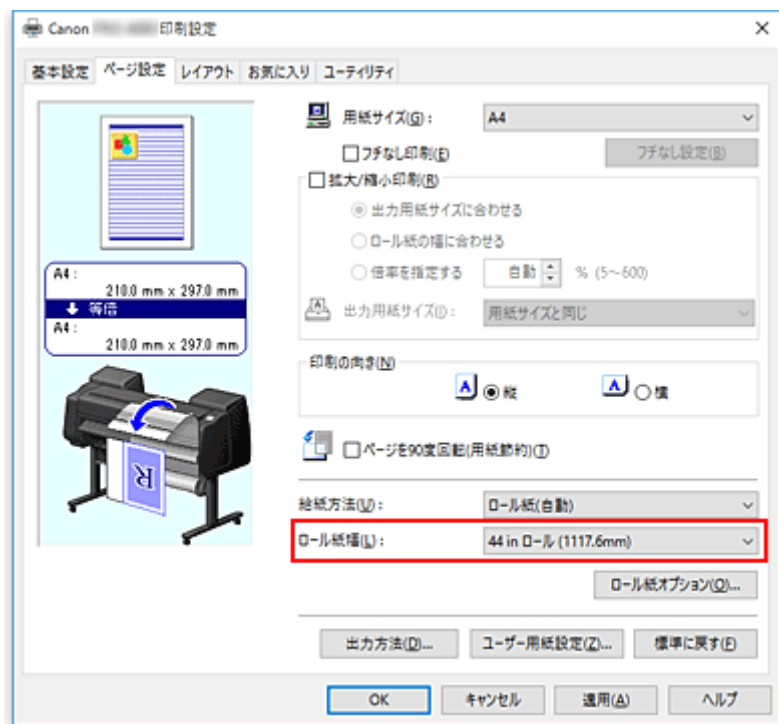 Canon 印刷設定
基本設定 ページ設定 レイアウト お気に入り ユーティリティ
用紙サイズ(G): A4
フチなし印刷(E) フチなし設定(B)
拡大/縮小印刷(R)
出力用紙サイズに合わせる
ロール紙の幅に合わせる
倍率を指定する 自動 % (5～600)
出力用紙サイズ(I): 用紙サイズと同じ
A4:
210.0 mm x 297.0 mm
等倍
A4:
210.0 mm x 297.0 mm
印刷の向き(N)
A 縦 A 横
ページを90度回転(用紙節約)(T)
R
給紙方法(U): ロール紙(自動)
ロール紙幅(L): 44 in ロール (1117.6mm)
ロール紙オプション(O)...
出力方法(D)... ユーザー用紙設定(Z)... 標準に戻す(F)
OK キャンセル 適用(A) ヘルプ